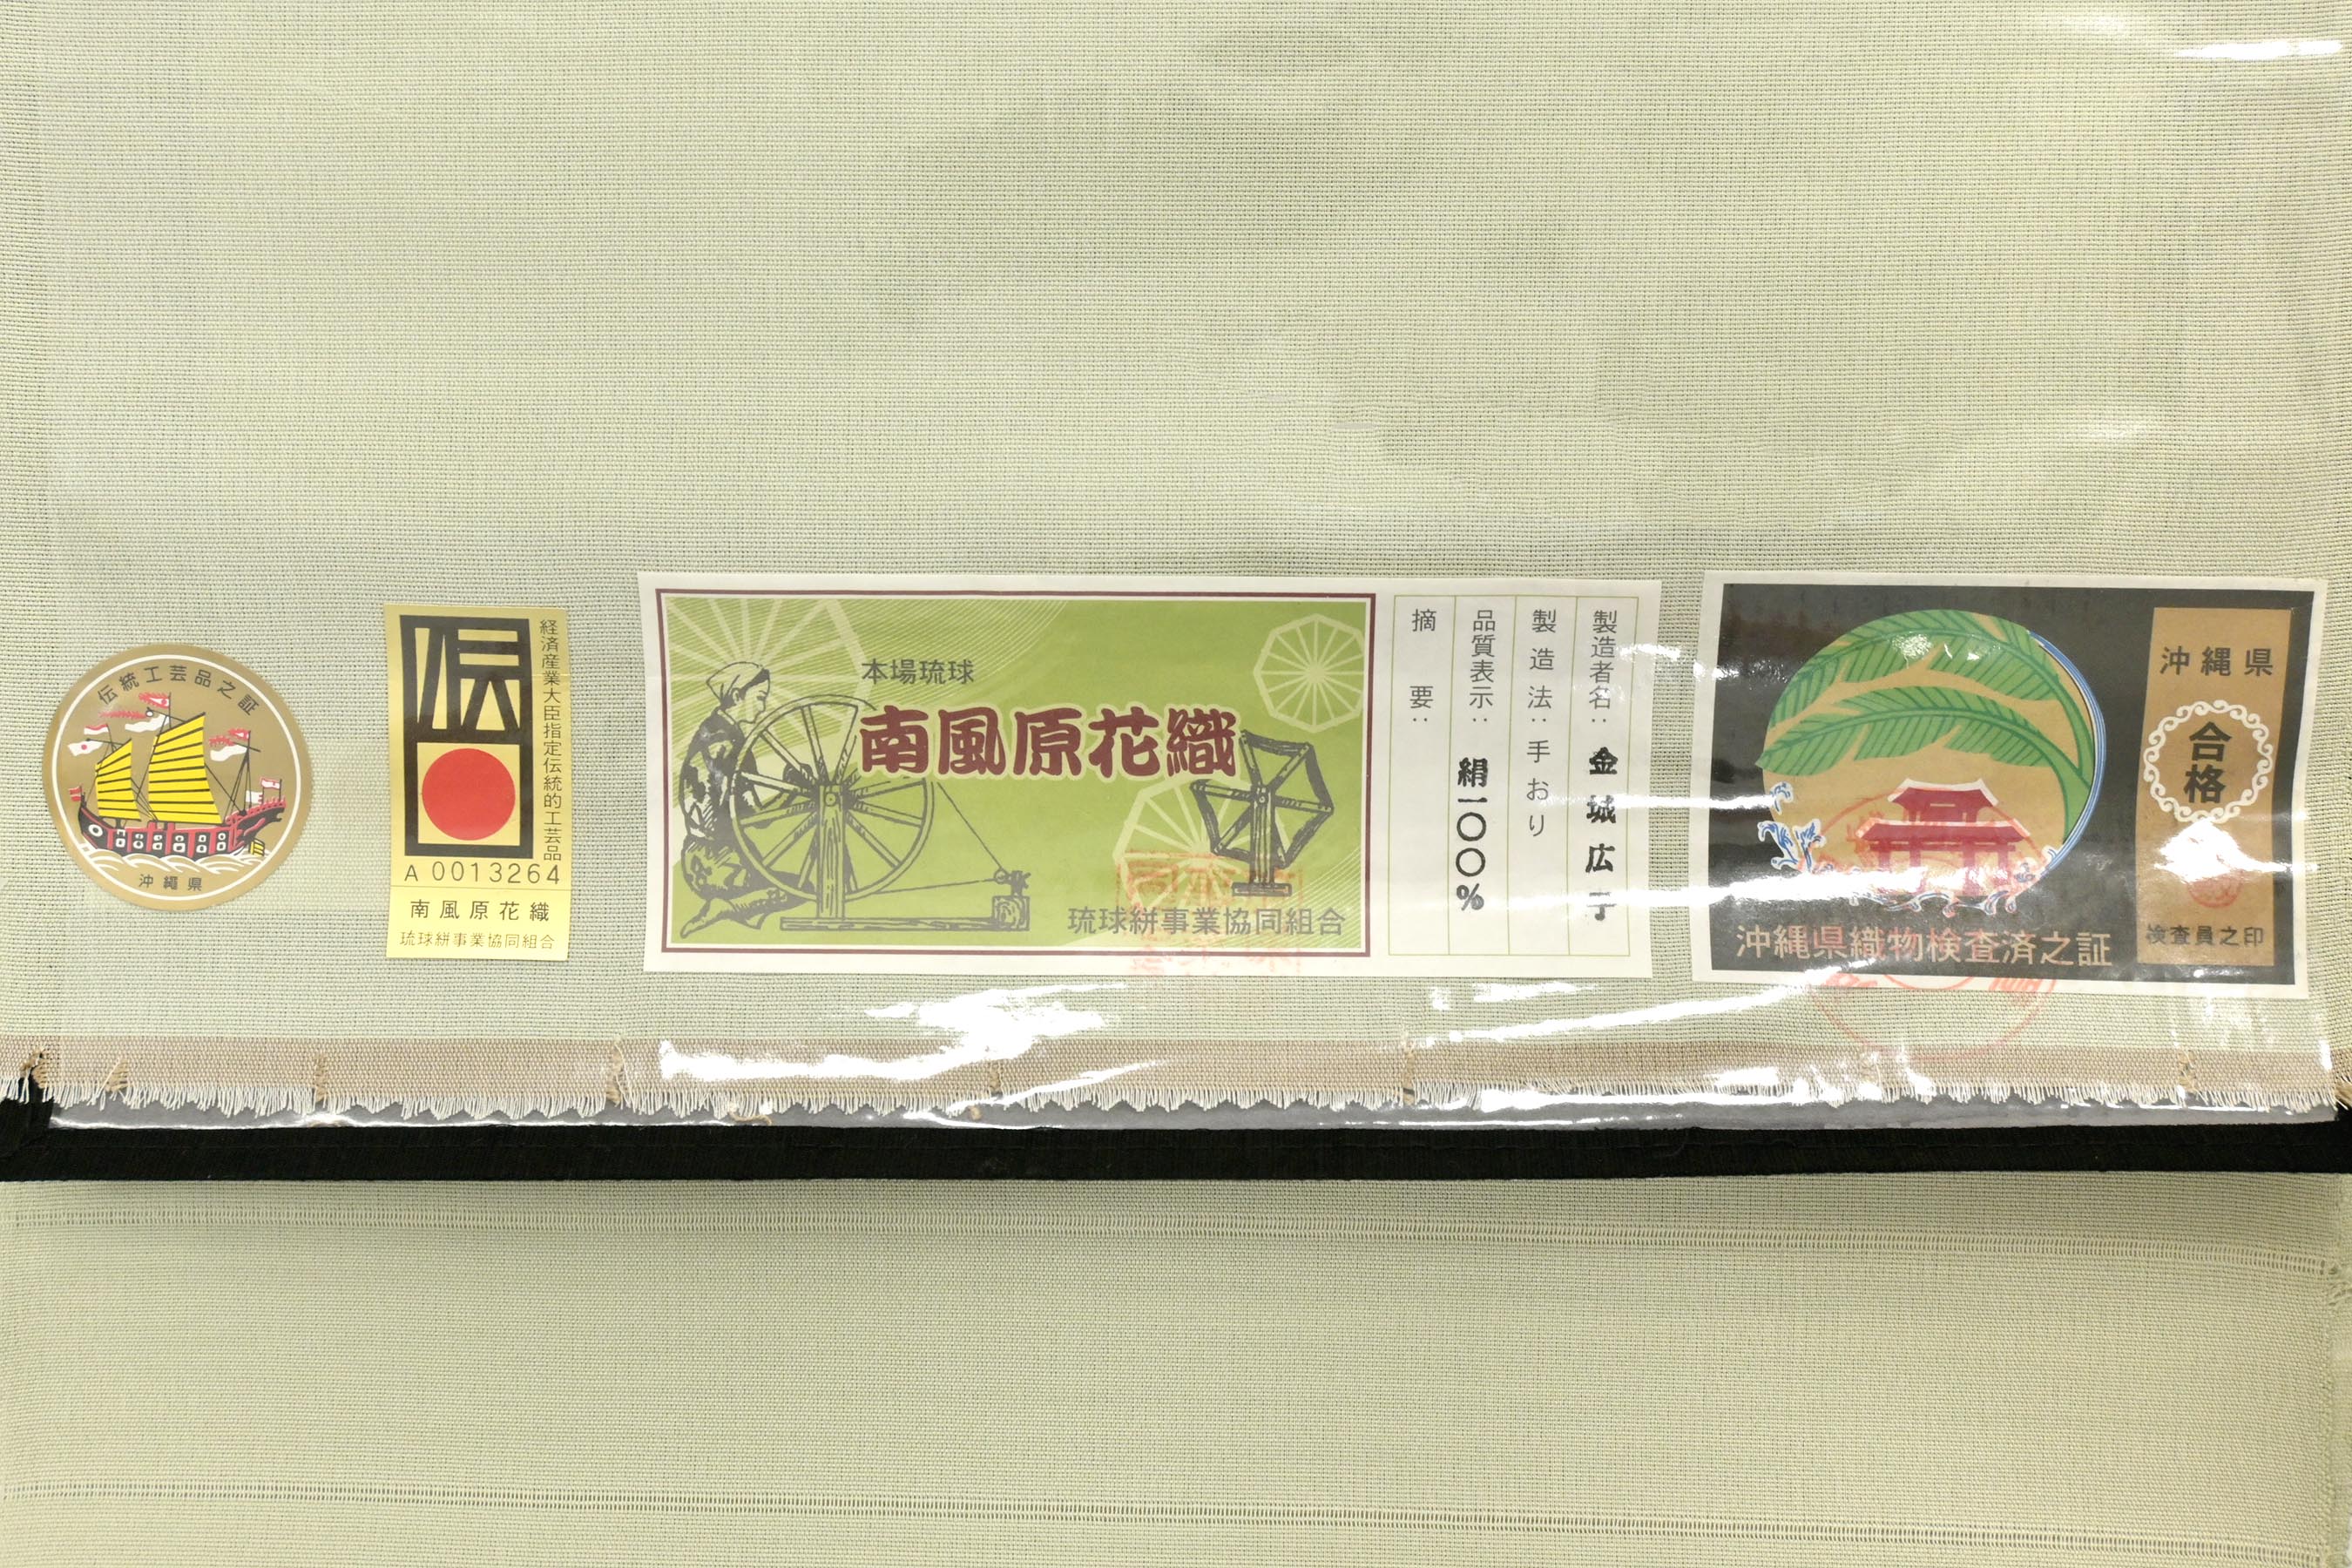 伝統工芸品之証
沖縄県
伝
経済産業大臣指定伝統的工芸品
A 0013264
南風原花織
琉球絣事業協同組合
本場琉球
南風原花織
琉球絣事業協同組合
製造者名: 金城広子
製造法: 手おり
品質表示: 絹一〇〇%
摘要:
沖縄県織物検査済之証
沖縄県
合格
検査員之印